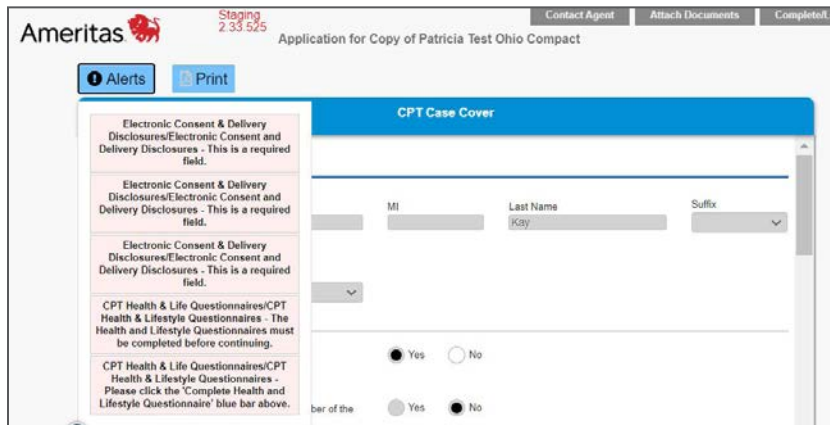 Ameritas
Staging
2.33.525
Contact Agent
Attach Documents
Application for Copy of Patricia Test Ohio Compact
Alerts
Print
CPT Case Cover
Electronic Consent & Delivery
Disclosures/Electronic Consent and
Delivery Disclosures - This is a required
field.
Electronic Consent & Delivery
Disclosures/Electronic Consent and
Delivery Disclosures - This is a required
field.
Electronic Consent & Delivery
Disclosures/Electronic Consent and
Delivery Disclosures - This is a required
field.
CPT Health & Life Questionnaires/CPT
Health & Lifestyle Questionnaires - The
Health and Lifestyle Questionnaires must
be completed before continuing.
CPT Health & Life Questionnaires/CPT
Health & Lifestyle Questionnaires -
Please click the 'Complete Health and
Lifestyle Questionnaire' blue bar above.
MI
Last Name
Suffix
Kay
Yes No
of the
Yes No